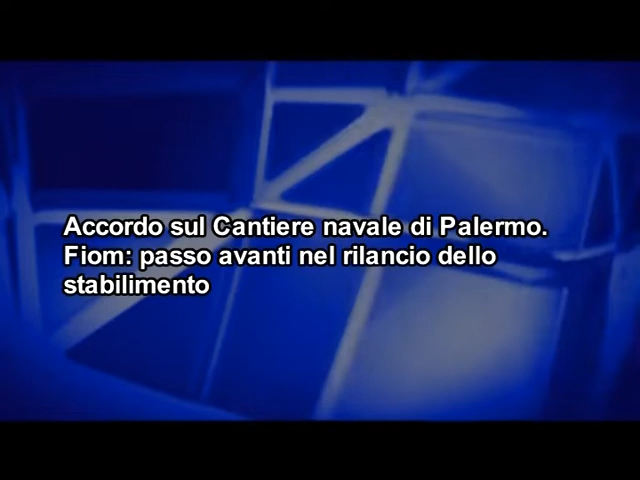 Accordo sul Cantiere navale di Palermo.
Fiom: passo avanti nel rilancio dello
stabilimento